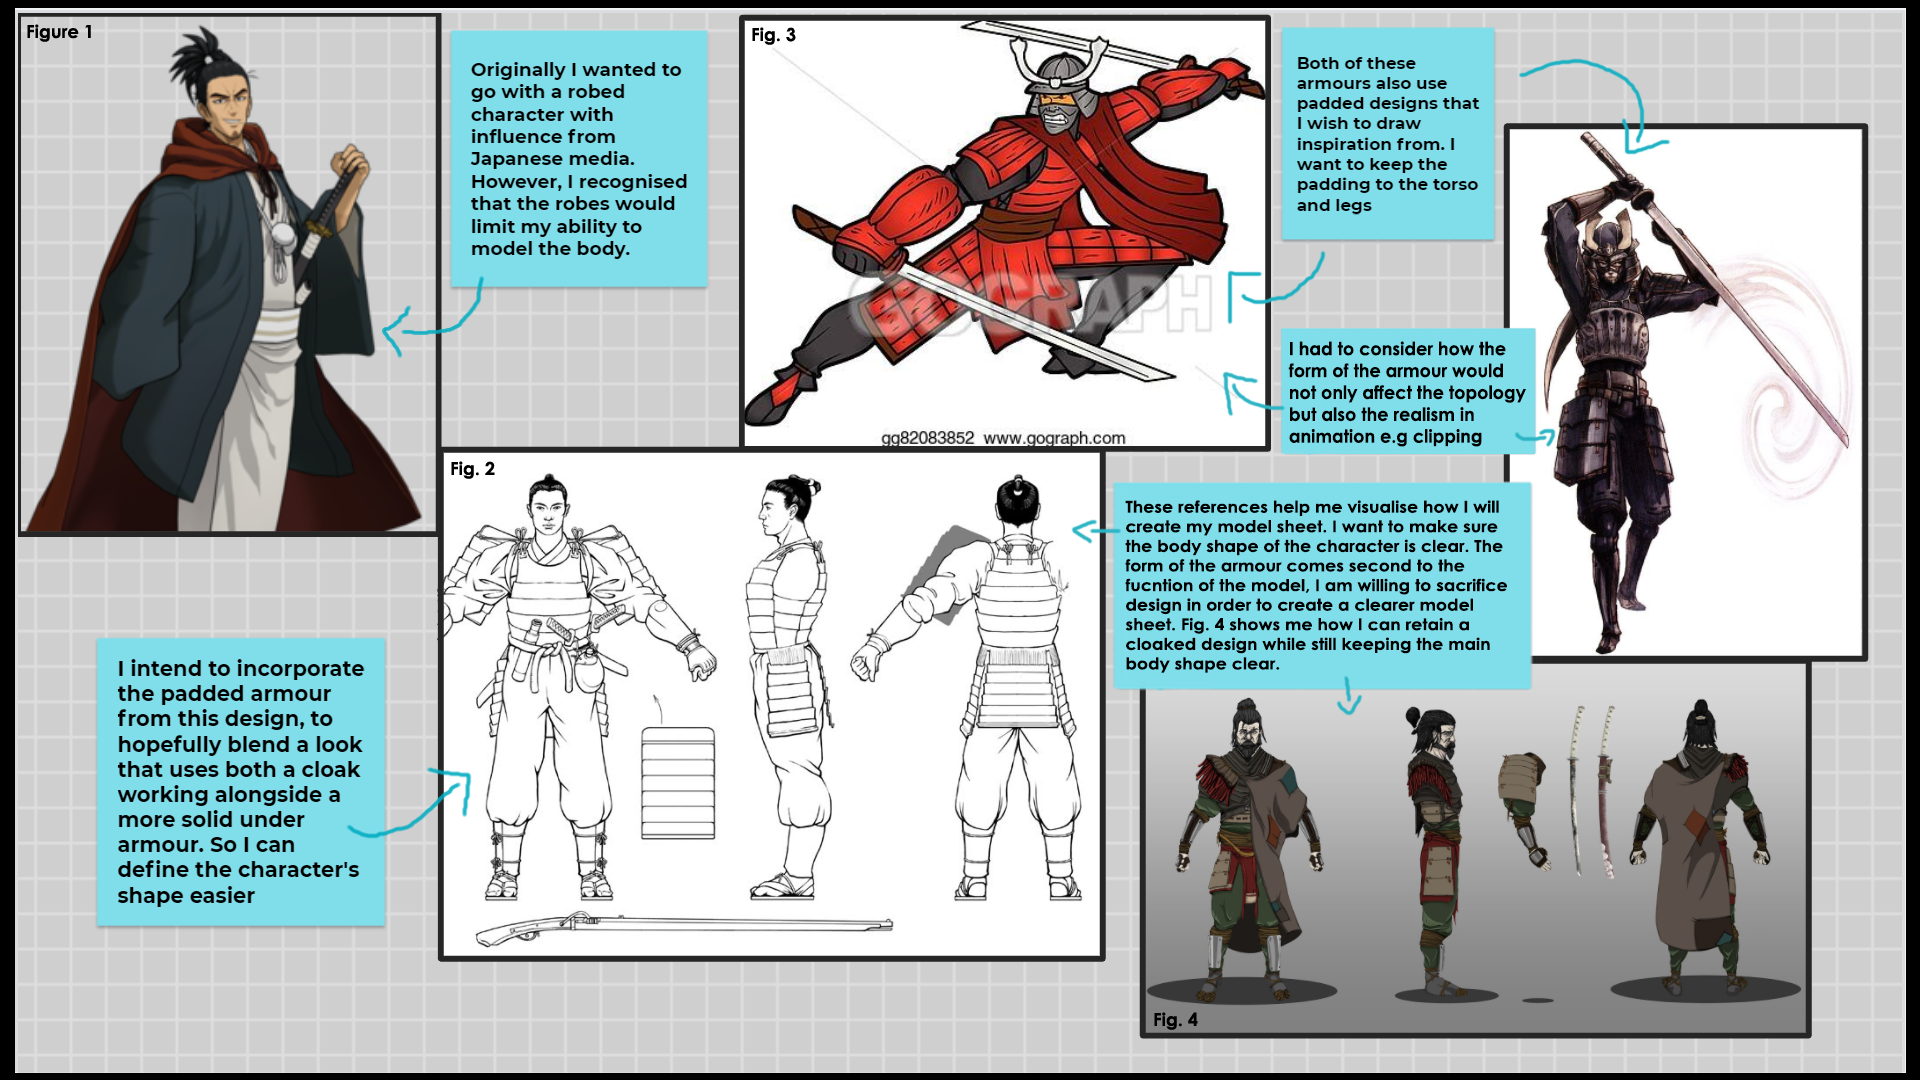 Figure 1
Originally I wanted to
go with a robed
character with
influence from
Japanese media.
However, I recognised
that the robes would
limit my ability to
model the body.
Fig. 3
GOGRAPH
gg82083852 www.gograph.com
Both of these
armours also use
padded designs that
I wish to draw
inspiration from. I
want to keep the
padding to the torso
and legs
I had to consider how the
form of the armour would
not only affect the topology
but also the realism in
animation e.g clipping
Fig. 2
These references help me visualise how I will
create my model sheet. I want to make sure
the body shape of the character is clear. The
form of the armour comes second to the
fucntion of the model, I am willing to sacrifice
design in order to create a clearer model
sheet. Fig. 4 shows me how I can retain a
cloaked design while still keeping the main
body shape clear.
I intend to incorporate
the padded armour
from this design, to
hopefully blend a look
that uses both a cloak
working alongside a
more solid under
armour. So I can
define the character's
shape easier
Fig. 4